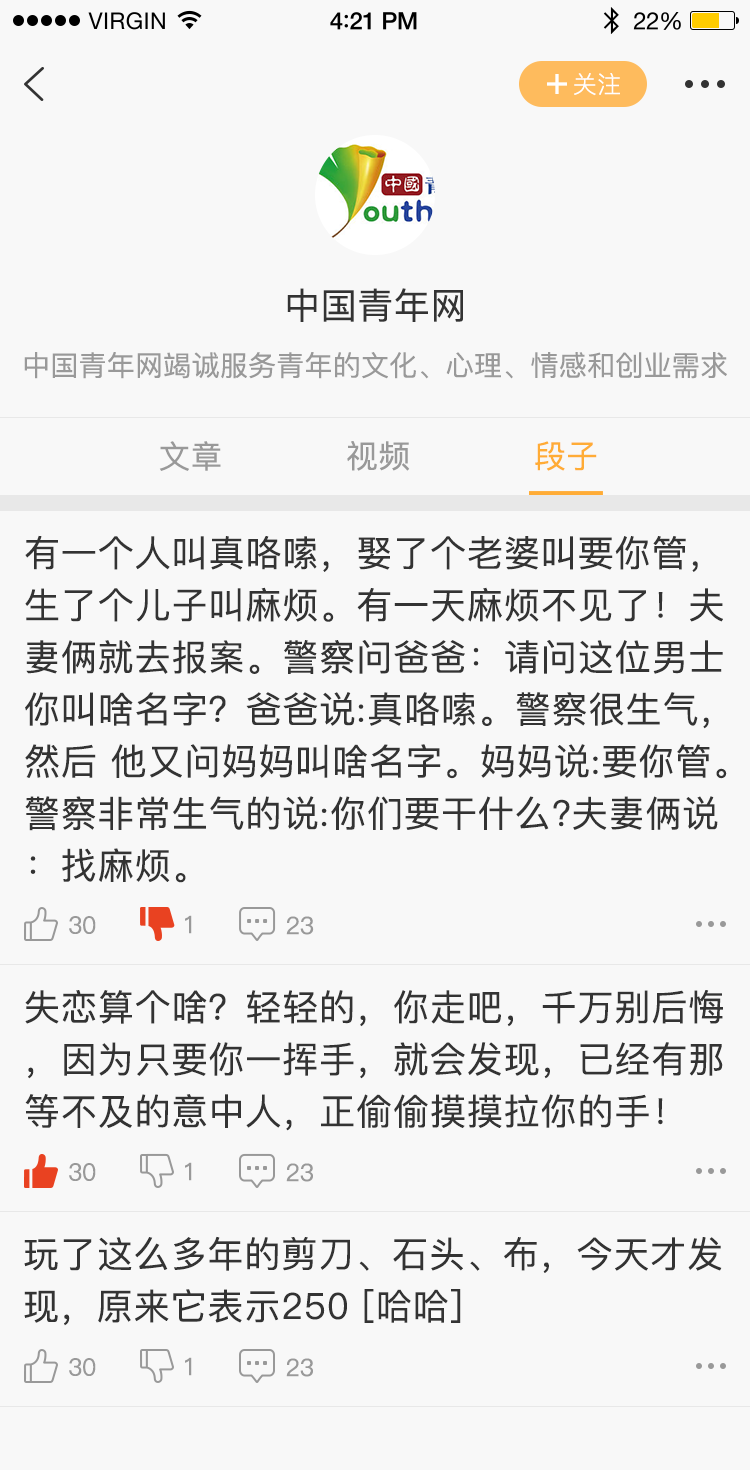 VIRGIN 4:21 PM 22%
+关注
中國青
outh
中国青年网
中国青年网竭诚服务青年的文化、心理、情感和创业需求
文章 视频 段子
有一个人叫真咯嗦，娶了个老婆叫要你管，
生了个儿子叫麻烦。有一天麻烦不见了！夫
妻俩就去报案。警察问爸爸：请问这位男士
你叫啥名字？爸爸说:真咯嗦。警察很生气，
然后 他又问妈妈叫啥名字。妈妈说:要你管。
警察非常生气的说:你们要干什么?夫妻俩说
：找麻烦。
30 1 23
失恋算个啥？轻轻的，你走吧，千万别后悔
，因为只要你一挥手，就会发现，已经有那
等不及的意中人，正偷偷摸摸拉你的手！
30 1 23
玩了这么多年的剪刀、石头、布，今天才发
现，原来它表示250 [哈哈]
30 1 23